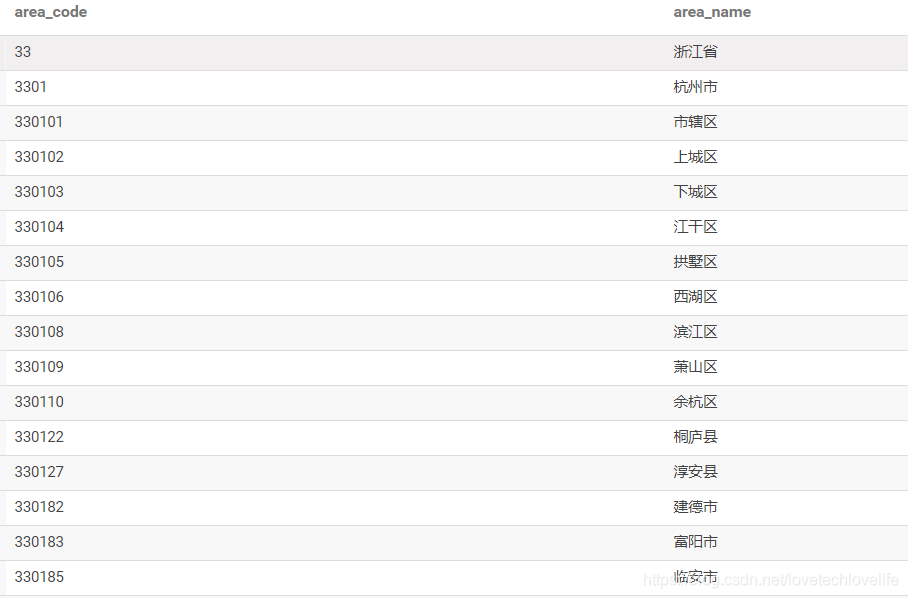 area_code area_name
33 浙江省
3301 杭州市
330101 市辖区
330102 上城区
330103 下城区
330104 江干区
330105 拱墅区
330106 西湖区
330108 滨江区
330109 萧山区
330110 余杭区
330122 桐庐县
330127 淳安县
330182 建德市
330183 富阳市
330185 临安市
https://blog.csdn.net/lovetechlovelife